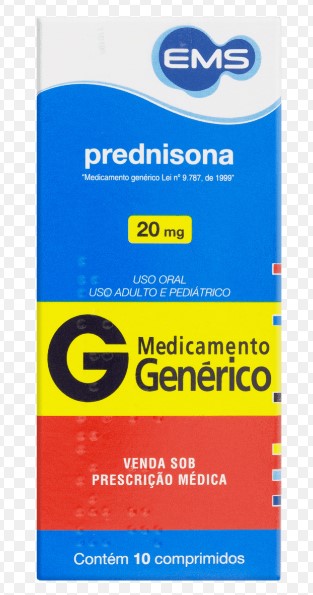 EMS
prednisona
"Medicamento genérico Lei nº 9.787, de 1999"
20 mg
USO ORAL
USO ADULTO E PEDIÁTRICO
G Medicamento
Genérico
VENDA SOB
PRESCRIÇÃO MÉDICA
Contém 10 comprimidos